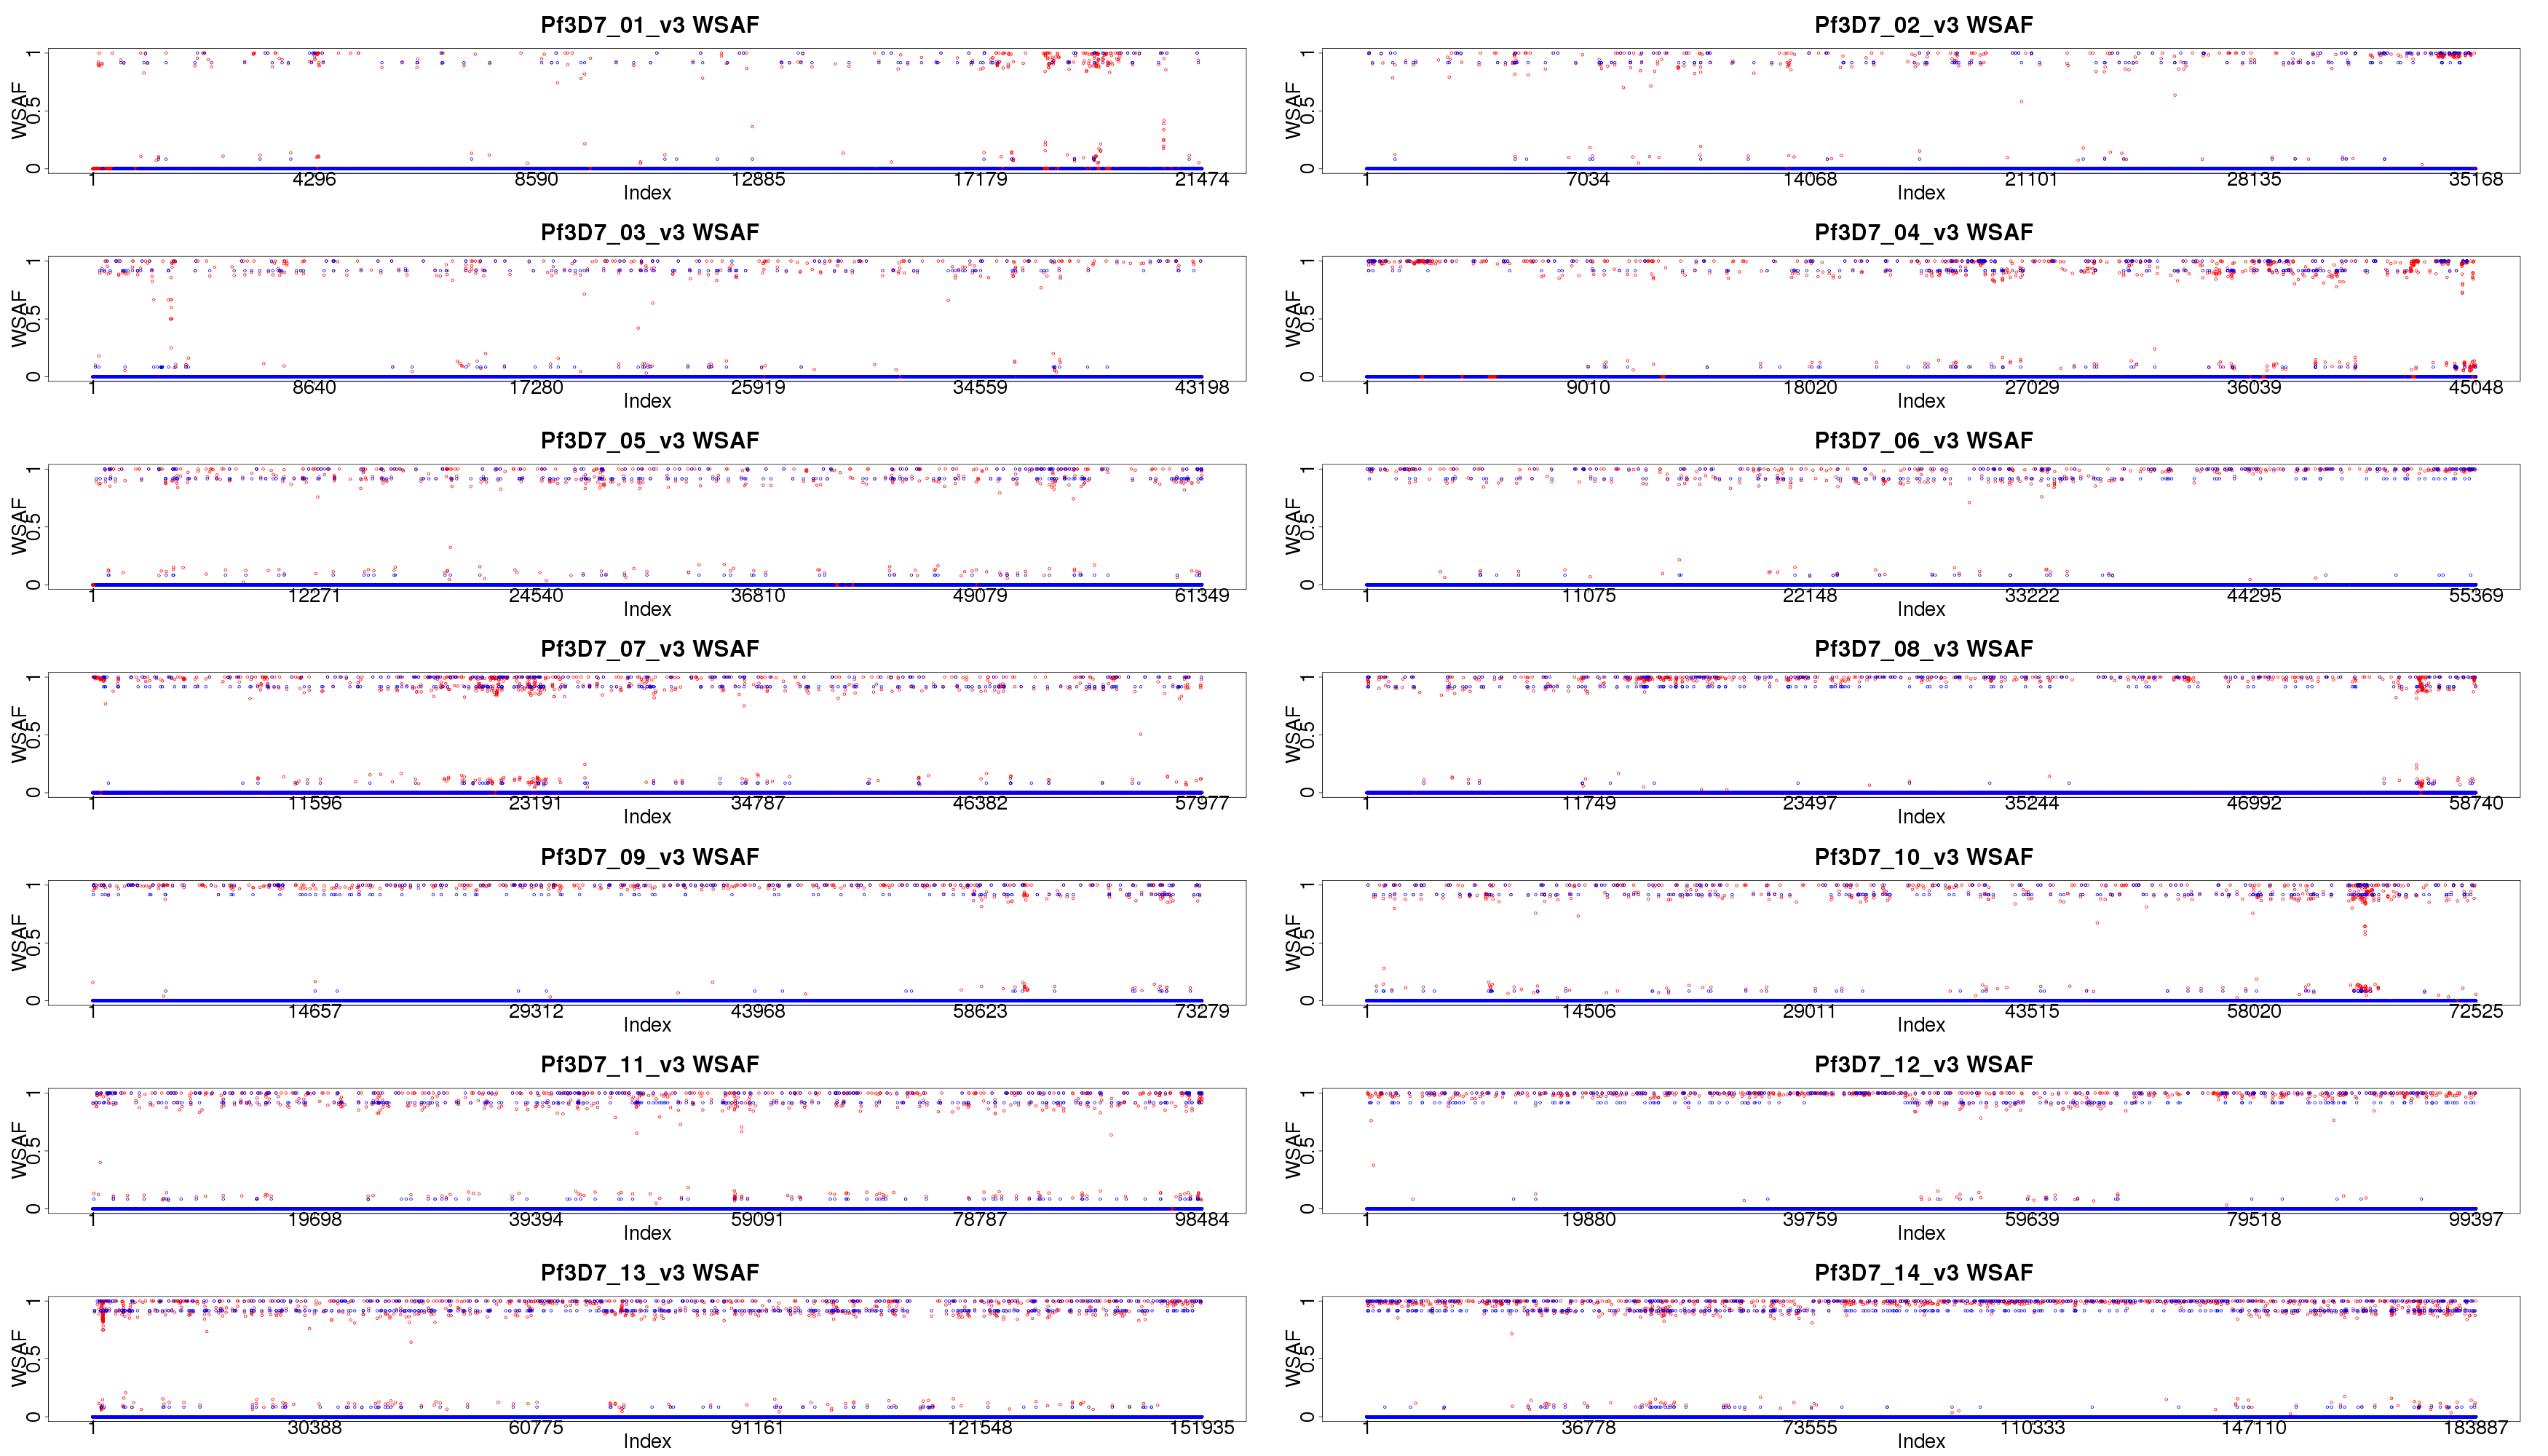 Pf3D7_01_v3 WSAF
WSAF
1
0.5
0
1 4296 8590 12885 17179 21474
Index
Pf3D7_02_v3 WSAF
WSAF
1
0.5
0
1 7034 14068 21101 28135 35168
Index
Pf3D7_03_v3 WSAF
WSAF
1
0.5
0
1 8640 17280 25919 34559 43198
Index
Pf3D7_04_v3 WSAF
WSAF
1
0.5
0
1 9010 18020 27029 36039 45048
Index
Pf3D7_05_v3 WSAF
WSAF
1
0.5
0
1 12271 24540 36810 49079 61349
Index
Pf3D7_06_v3 WSAF
WSAF
1
0.5
0
1 11075 22148 33222 44295 55369
Index
Pf3D7_07_v3 WSAF
WSAF
1
0.5
0
1 11596 23191 34787 46382 57977
Index
Pf3D7_08_v3 WSAF
WSAF
1
0.5
0
1 11749 23497 35244 46992 58740
Index
Pf3D7_09_v3 WSAF
WSAF
1
0.5
0
1 14657 29312 43968 58623 73279
Index
Pf3D7_10_v3 WSAF
WSAF
1
0.5
0
1 14506 29011 43515 58020 72525
Index
Pf3D7_11_v3 WSAF
WSAF
1
0.5
0
1 19698 39394 59091 78787 98484
Index
Pf3D7_12_v3 WSAF
WSAF
1
0.5
0
1 19880 39759 59639 79518 99397
Index
Pf3D7_13_v3 WSAF
WSAF
1
0.5
0
1 30388 60775 91161 121548 151935
Index
Pf3D7_14_v3 WSAF
WSAF
1
0.5
0
1 36778 73555 110333 147110 183887
Index